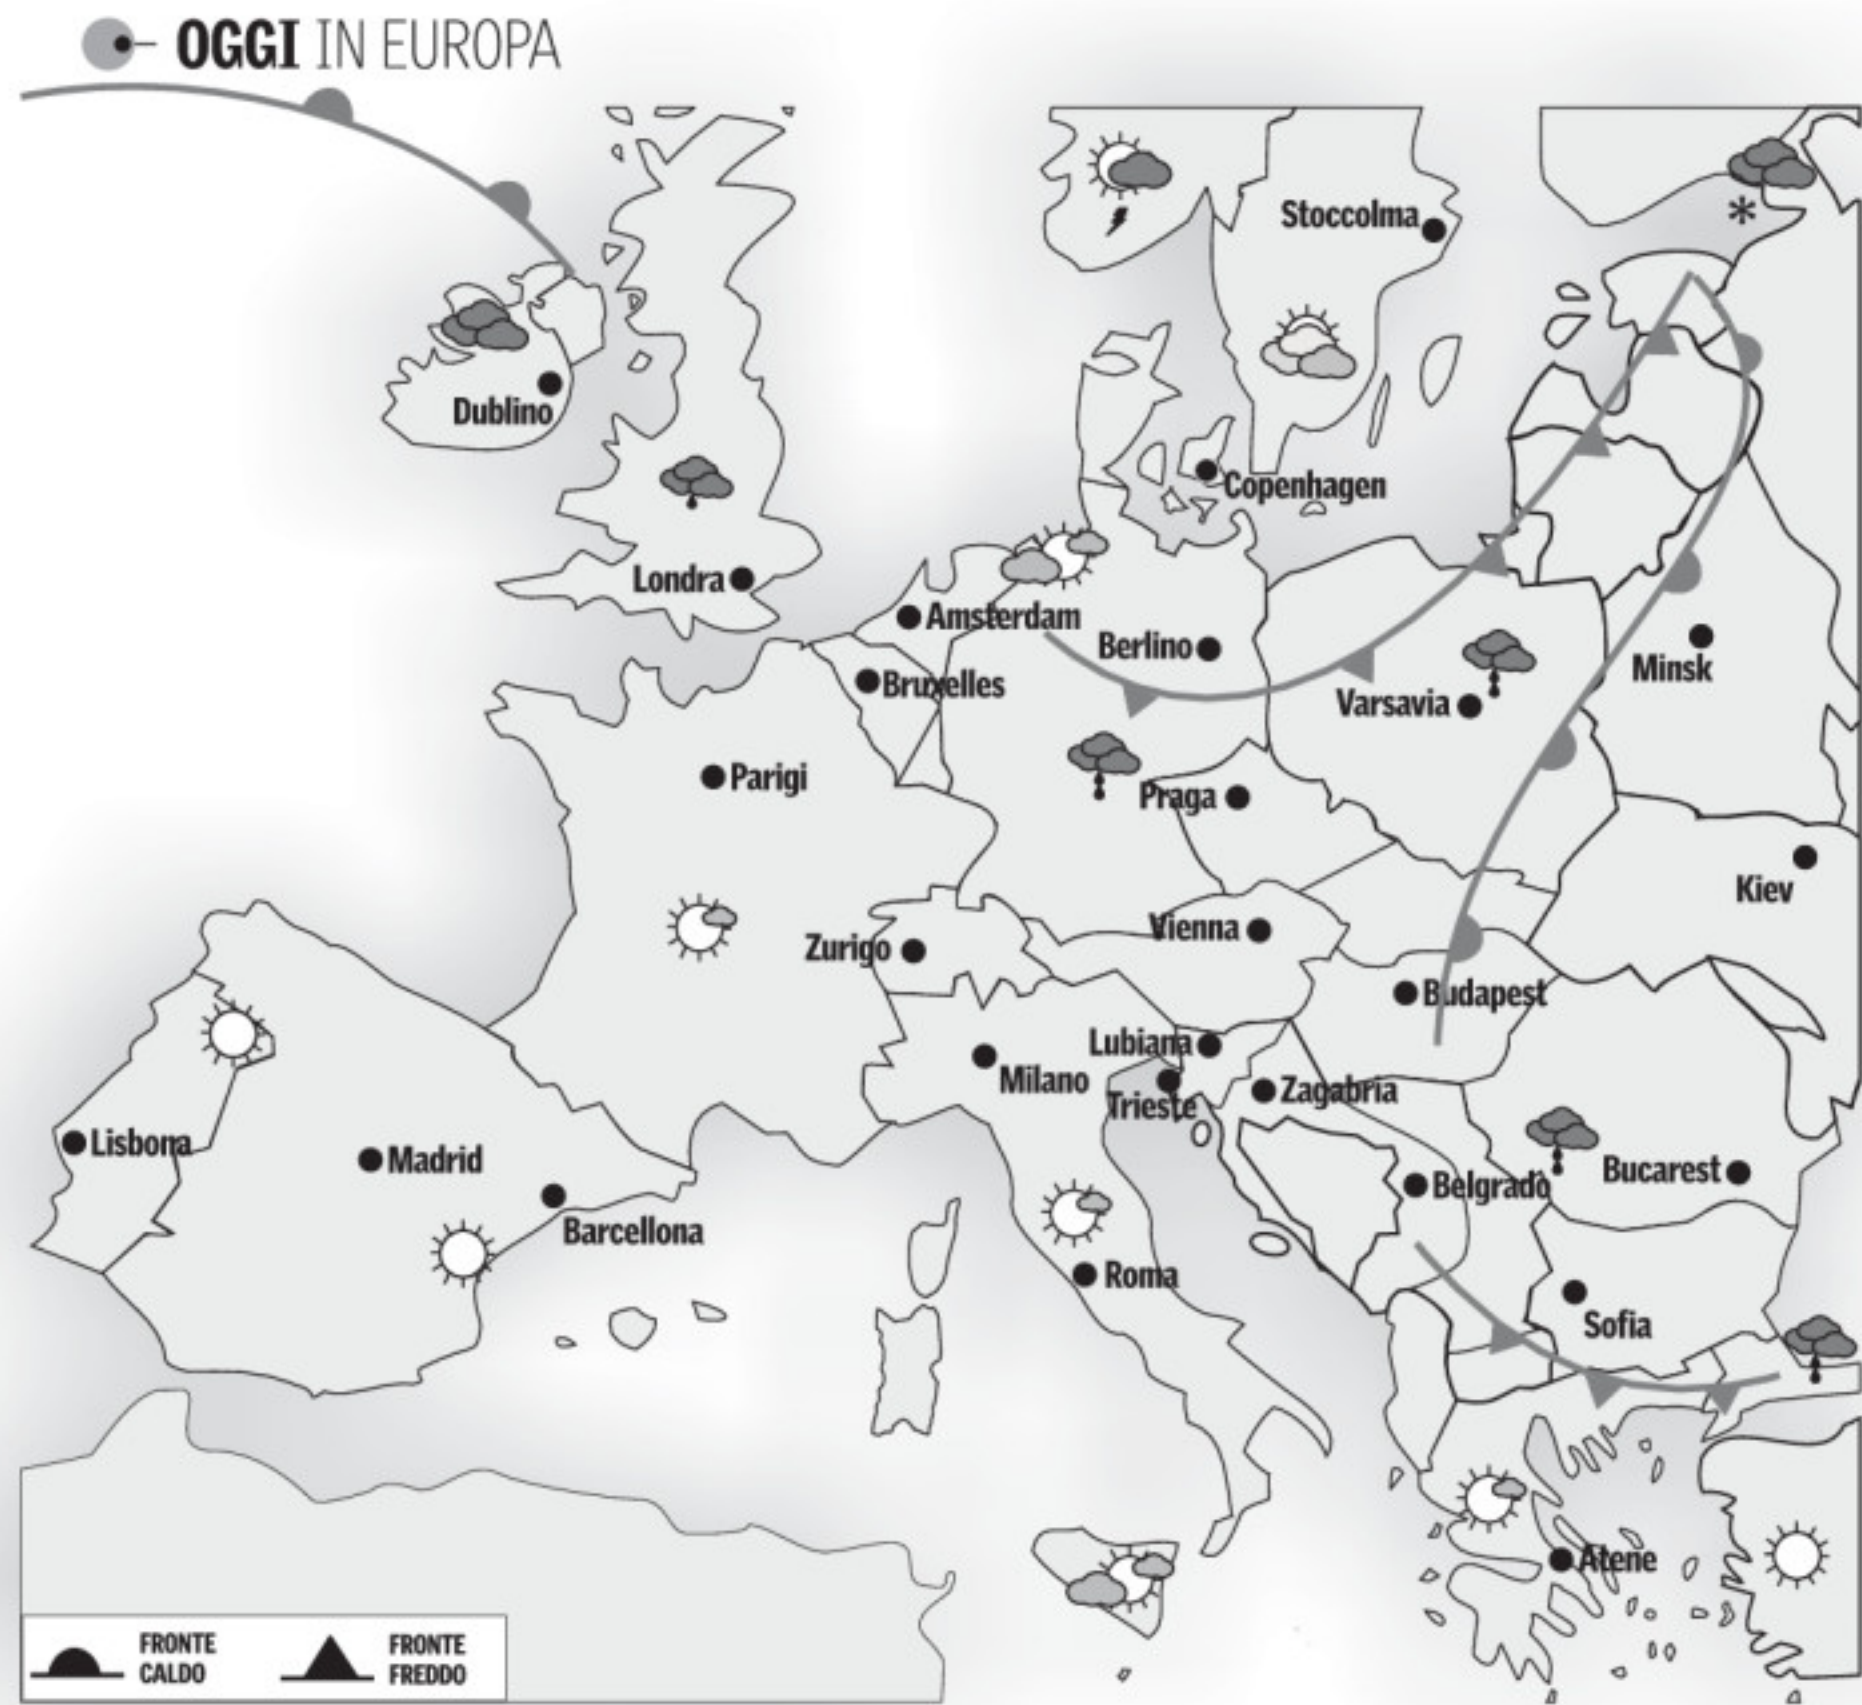 OGGI IN EUROPA
Stoccolma
Dublino
Copenhagen
Londra
Amsterdam
Berlino
Minsk
Bruxelles
Varsavia
Parigi
Praga
Kiev
Vienna
Zurigo
Budapest
Lubiana
Milano
Zagabria
Trieste
Lisbona
Madrid
Bucarest
Belgrado
Barcellona
Roma
Sofia
Atene
FRONTE
CALDO
FRONTE
FREDDO